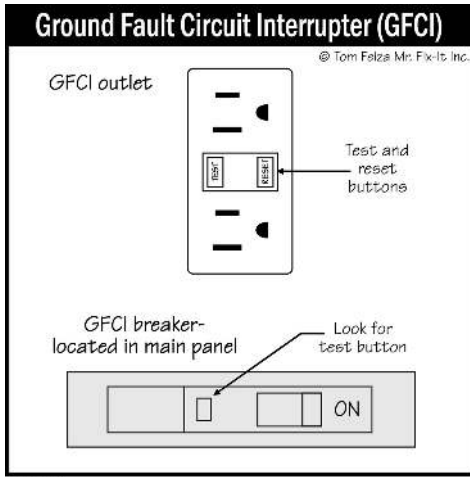 Ground Fault Circuit Interrupter (GFCI)
© Tom Feiza Mr. Fix-It Inc.
GFCI outlet
TEST
RESET
Test and
reset
buttons
GFCI breaker-
located in main panel
Look for
test button
ON